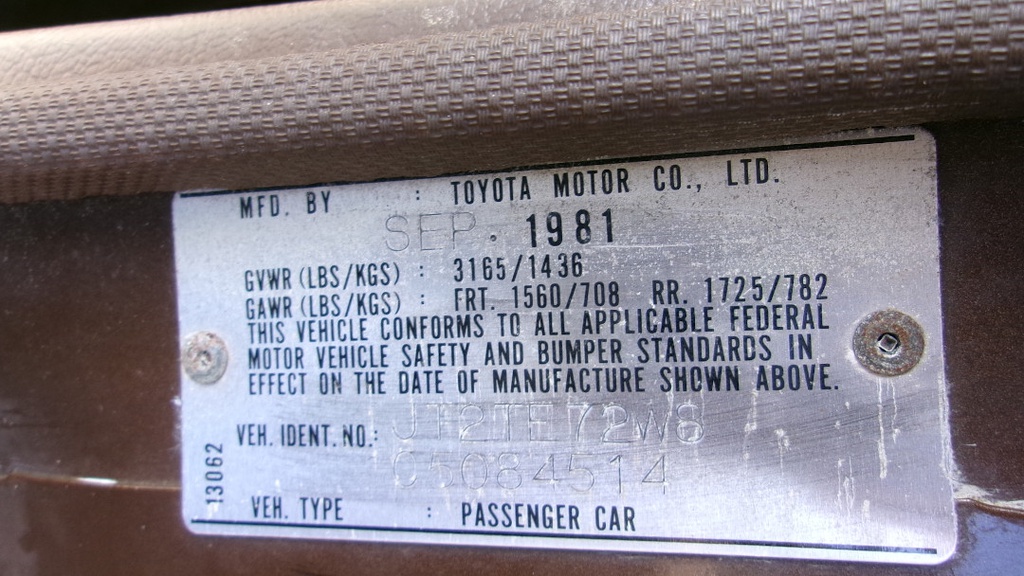 MFD. BY : TOYOTA MOTOR CO., LTD.
SEP. 1981
GVWR (LBS/KGS) : 3165/1436
GAWR (LBS/KGS) : FRT. 1560/708 RR. 1725/782
THIS VEHICLE CONFORMS TO ALL APPLICABLE FEDERAL
MOTOR VEHICLE SAFETY AND BUMPER STANDARDS IN
EFFECT ON THE DATE OF MANUFACTURE SHOWN ABOVE.
VEH. IDENT. NO.: JT2TE72W8
C5084514
VEH. TYPE : PASSENGER CAR
13062